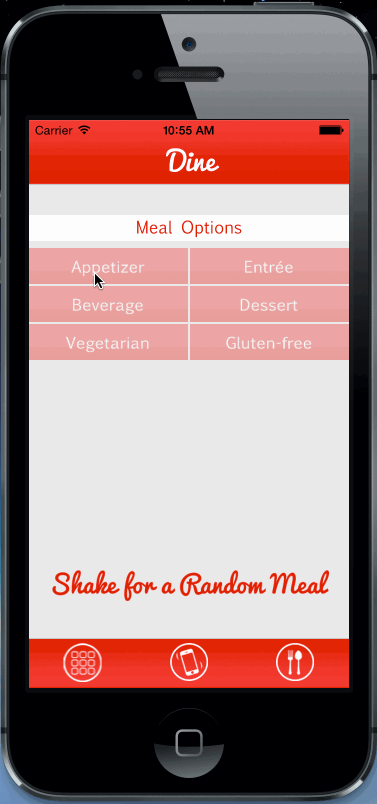 Carrier 10:55 AM
Dine
Meal Options
Appetizer Entrée
Beverage Dessert
Vegetarian Gluten-free
Shake for a Random Meal